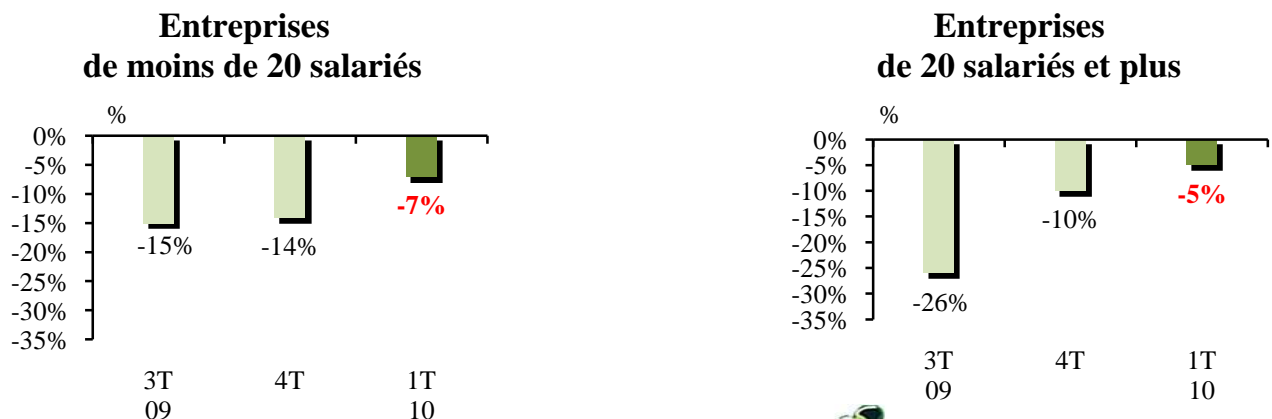 Entreprises
de moins de 20 salariés
%
0%
-5%
-10%
-15%
-20%
-25%
-30%
-35%
-15%
-14%
-7%
3T
09
4T
1T
10
Entreprises
de 20 salariés et plus
%
0%
-5%
-10%
-15%
-20%
-25%
-30%
-35%
-26%
-10%
-5%
3T
09
4T
1T
10